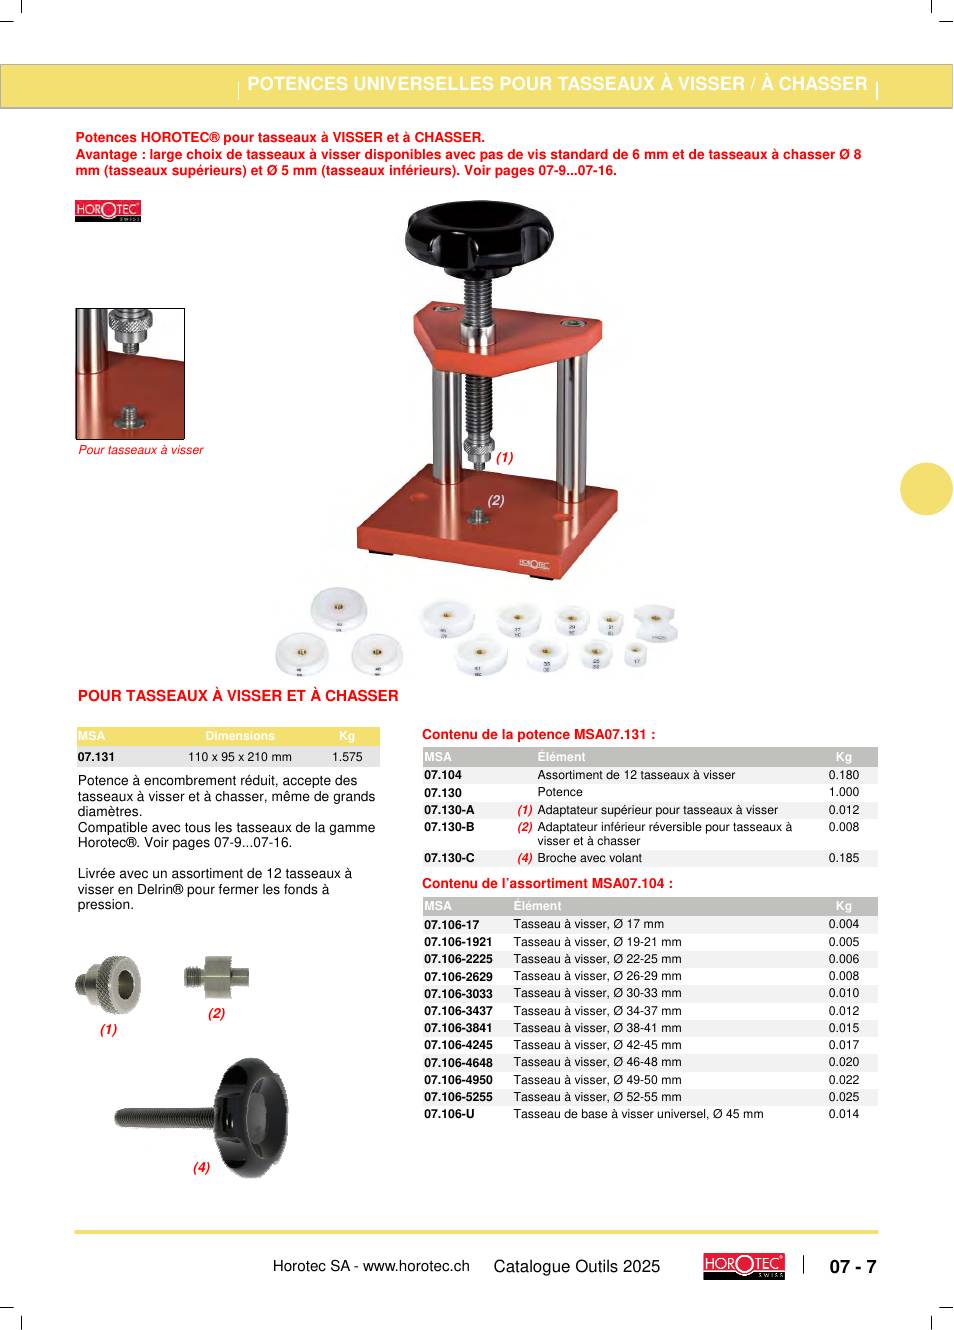 POTENCES UNIVERSELLES POUR TASSEAUX À VISSER / À CHASSER
Potences HOROTEC® pour tasseaux à VISSER et à CHASSER.
Avantage : large choix de tasseaux à visser disponibles avec pas de vis standard de 6 mm et de tasseaux à chasser Ø 8
mm (tasseaux supérieurs) et Ø 5 mm (tasseaux inférieurs). Voir pages 07-9...07-16.
HOROTEC®
SWISS
Pour tasseaux à visser
(1)
(2)
HOROTEC
POUR TASSEAUX À VISSER ET À CHASSER
MSA Dimensions Kg
07.131 110 x 95 x 210 mm 1.575
Potence à encombrement réduit, accepte des
tasseaux à visser et à chasser, même de grands
diamètres.
Compatible avec tous les tasseaux de la gamme
Horotec®. Voir pages 07-9...07-16.
Livrée avec un assortiment de 12 tasseaux à
visser en Delrin® pour fermer les fonds à
pression.
(1)
(2)
(4)
Contenu de la potence MSA07.131 :
MSA Élément Kg
07.104 Assortiment de 12 tasseaux à visser 0.180
07.130 Potence 1.000
07.130-A (1) Adaptateur supérieur pour tasseaux à visser 0.012
07.130-B (2) Adaptateur inférieur réversible pour tasseaux à 0.008
visser et à chasser
07.130-C (4) Broche avec volant 0.185
Contenu de l'assortiment MSA07.104 :
MSA Élément Kg
07.106-17 Tasseau à visser, Ø 17 mm 0.004
07.106-1921 Tasseau à visser, Ø 19-21 mm 0.005
07.106-2225 Tasseau à visser, Ø 22-25 mm 0.006
07.106-2629 Tasseau à visser, Ø 26-29 mm 0.008
07.106-3033 Tasseau à visser, Ø 30-33 mm 0.010
07.106-3437 Tasseau à visser, Ø 34-37 mm 0.012
07.106-3841 Tasseau à visser, Ø 38-41 mm 0.015
07.106-4245 Tasseau à visser, Ø 42-45 mm 0.017
07.106-4648 Tasseau à visser, Ø 46-48 mm 0.020
07.106-4950 Tasseau à visser, Ø 49-50 mm 0.022
07.106-5255 Tasseau à visser, Ø 52-55 mm 0.025
07.106-U Tasseau de base à visser universel, Ø 45 mm 0.014
Horotec SA - www.horotec.ch Catalogue Outils 2025
HOROTEC®
SWISS
07 - 7